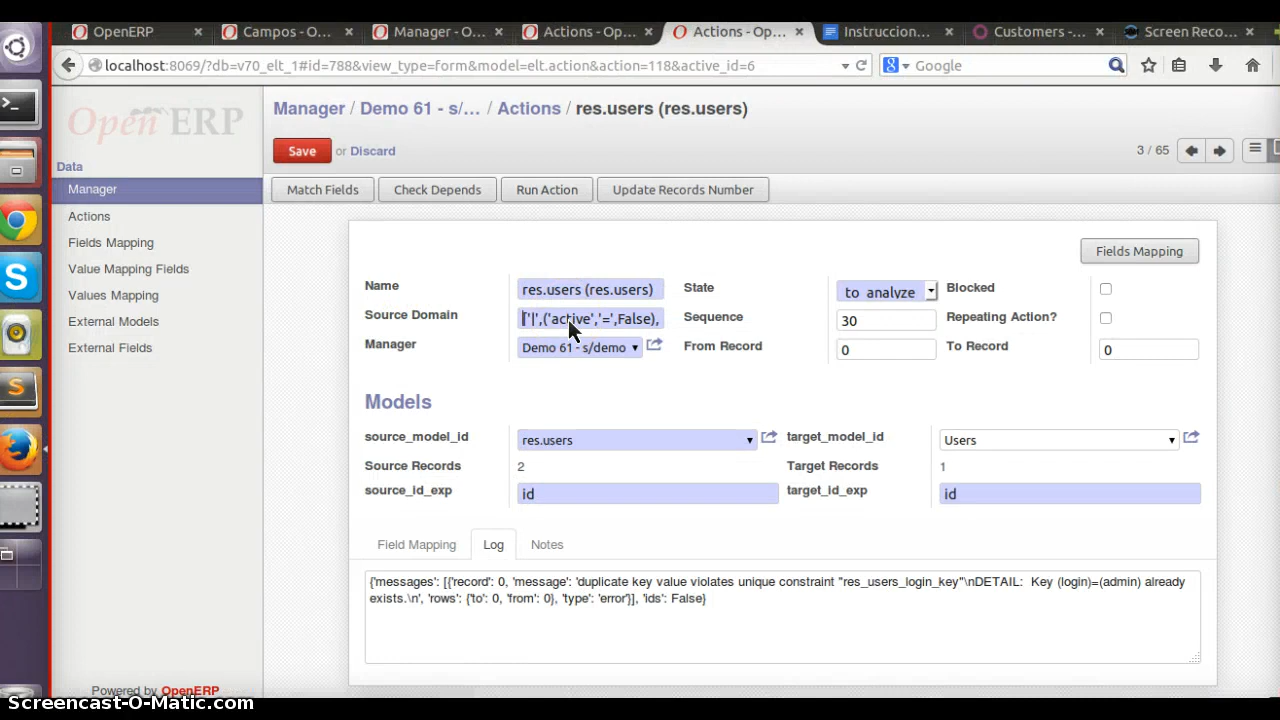 OpenERP × Campos - O... × Manager - O... × Actions - Op... × Actions - Op... × Instruccion... × Customers - ... × Screen Reco... ×
localhost:8069/?db=v70_elt_1#id=788&view_type=form&model=elt.action&action=118&active_id=6 Google
Open ERP
Manager / Demo 61 - s/... / Actions / res.users (res.users)
Save or Discard 3 / 65
Match Fields Check Depends Run Action Update Records Number
Data
Manager
Actions
Fields Mapping
Value Mapping Fields
Values Mapping
External Models
External Fields
Powered by OpenERP
Fields Mapping
Name res.users (res.users) State to analyze Blocked
Source Domain ['|',('active','=',False), Sequence 30 Repeating Action?
Manager Demo 61 - s/demo From Record 0 To Record 0
Models
source_model_id res.users target_model_id Users
Source Records 2 Target Records 1
source_id_exp id target_id_exp id
Field Mapping Log Notes
{'messages': [{'record': 0, 'message': 'duplicate key value violates unique constraint "res_users_login_key"\nDETAIL:  Key (login)=(admin) already
exists.\n', 'rows': {'to': 0, 'from': 0}, 'type': 'error'}], 'ids': False}
Screencast-O-Matic.com